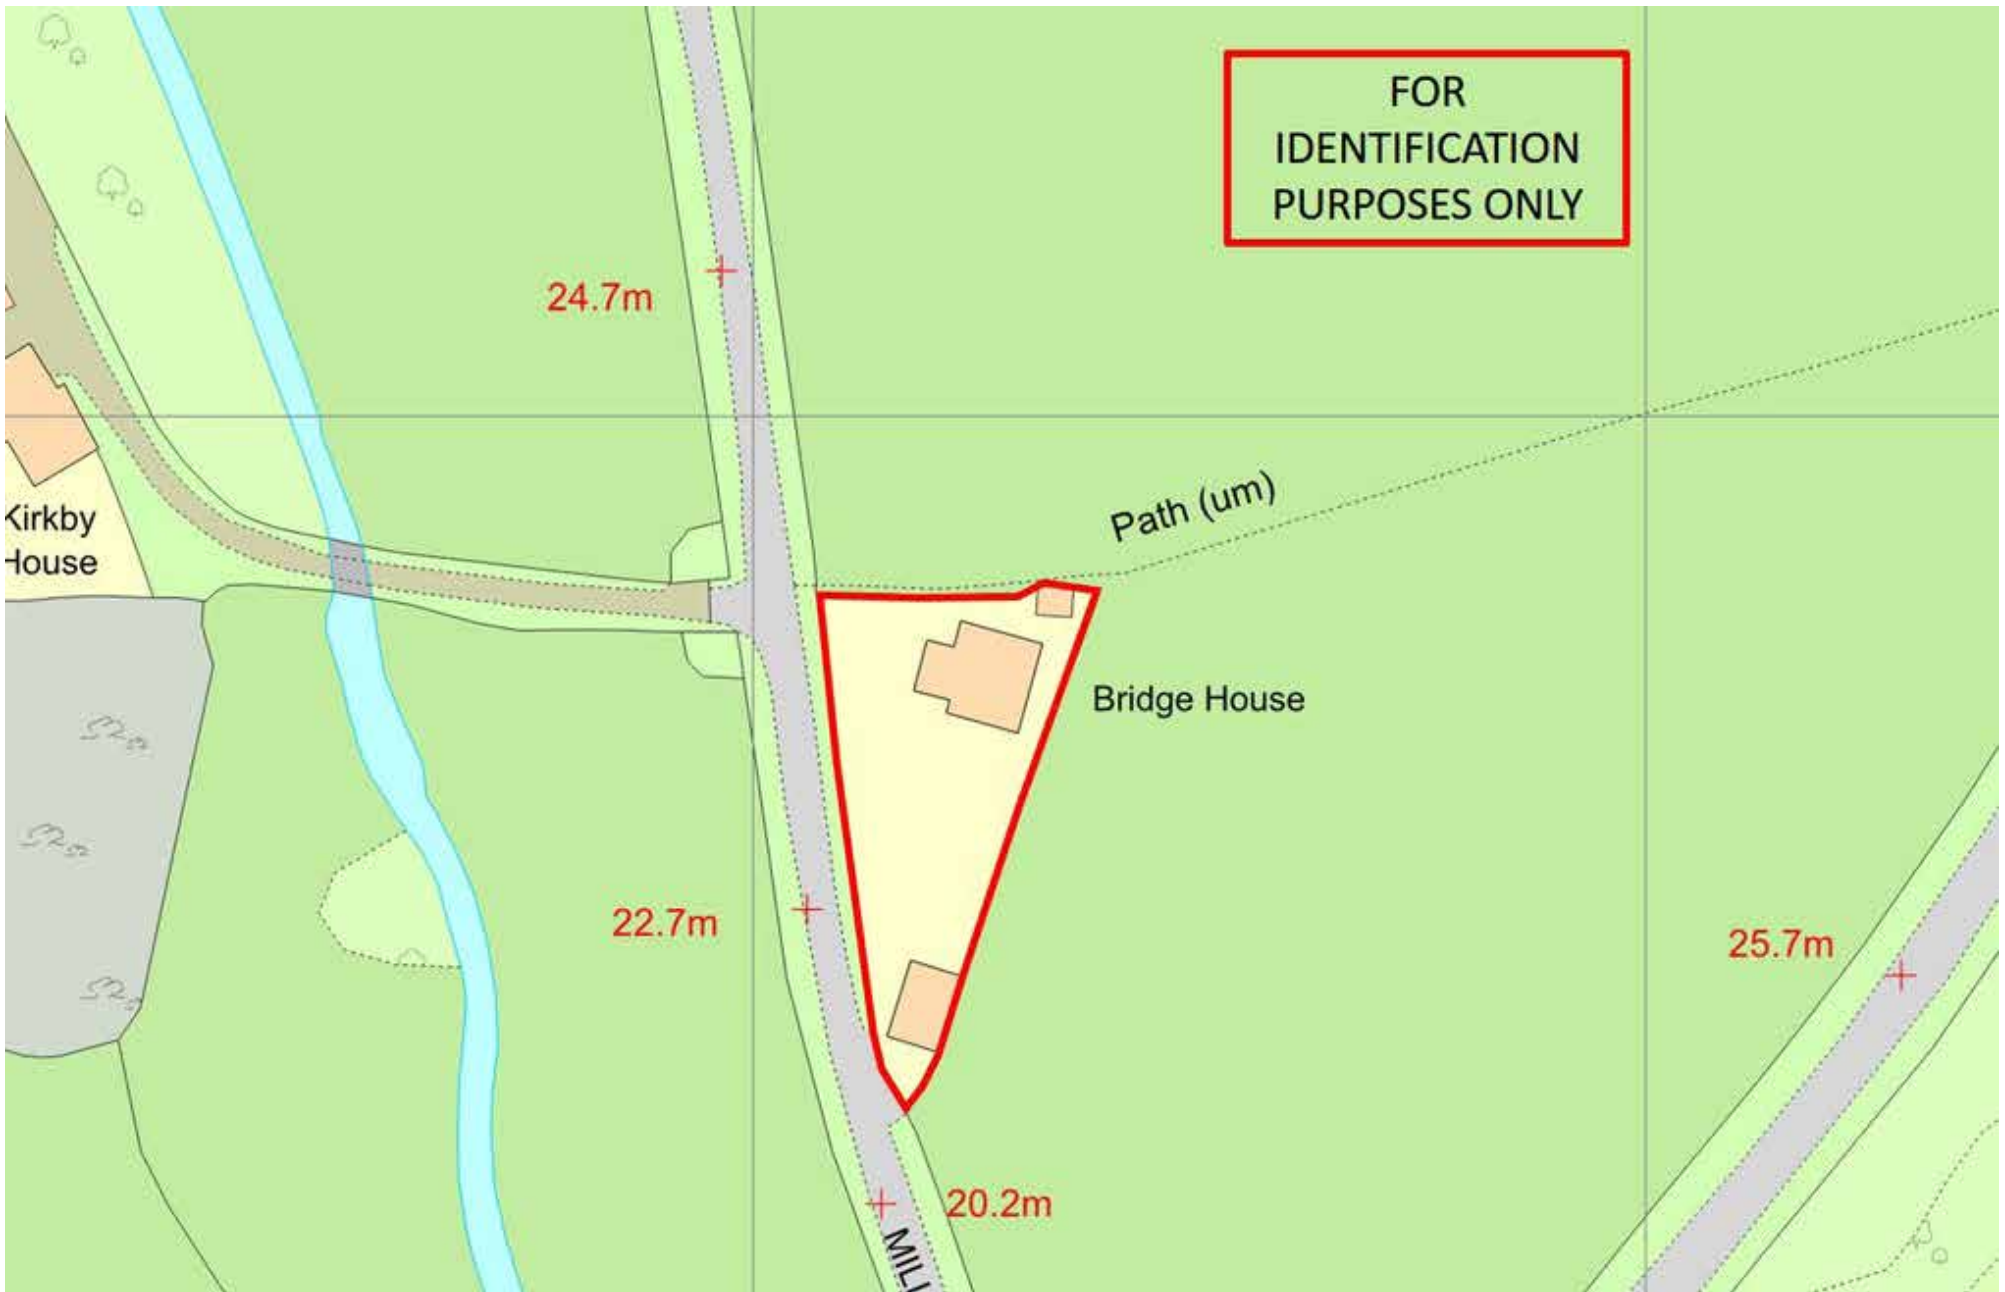 FOR
IDENTIFICATION
PURPOSES ONLY
24.7m
Path (um)
Kirkby
House
Bridge House
22.7m
25.7m
20.2m
MILL